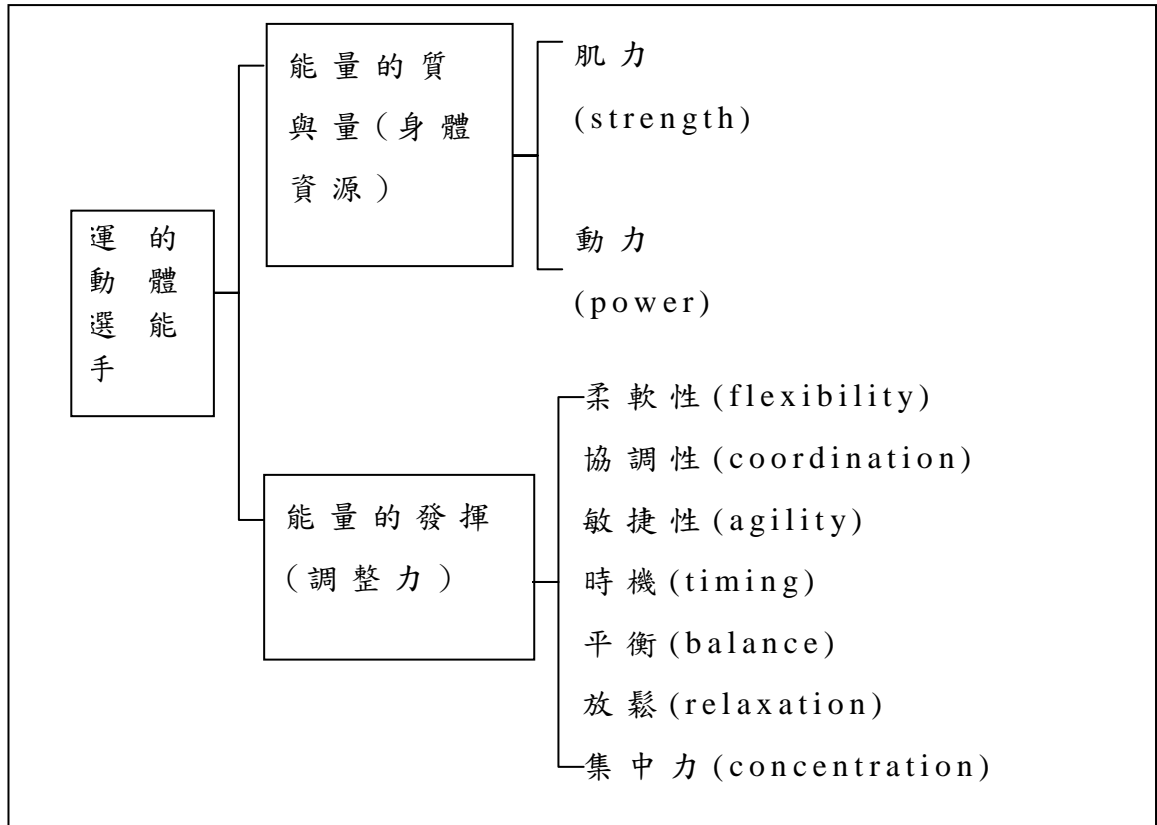 運動選手
的體能
能量的質
與量(身體
資源)
肌力
(strength)
動力
(power)
能量的發揮
(調整力)
柔軟性(flexibility)
協調性(coordination)
敏捷性(agility)
時機(timing)
平衡(balance)
放鬆(relaxation)
集中力(concentration)